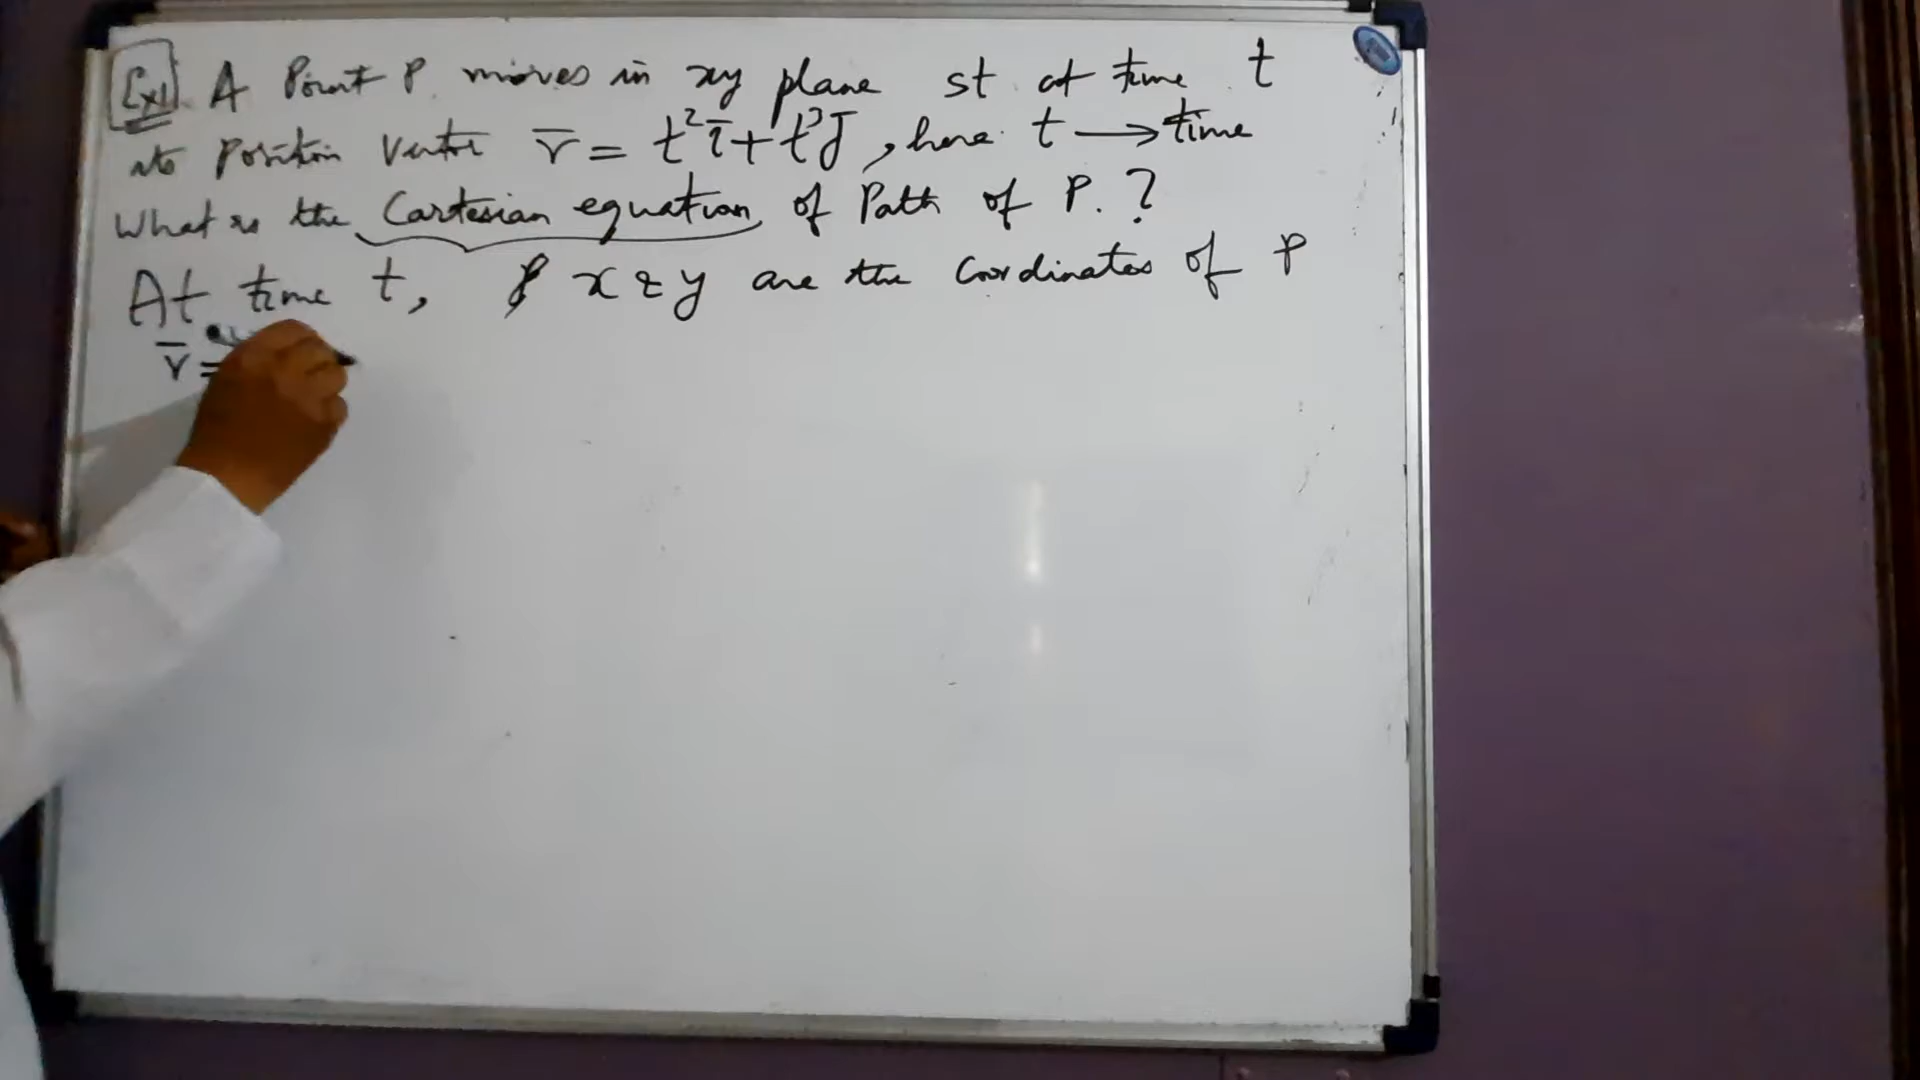 Ex1 A Point P moves in xy plane st at time t
its Position Vector r̅ = t²i̅ + t³j̅, here t → time
What is the Cartesian equation of Path of P.?
At time t, x & y are the Coordinates of P
r̅ =